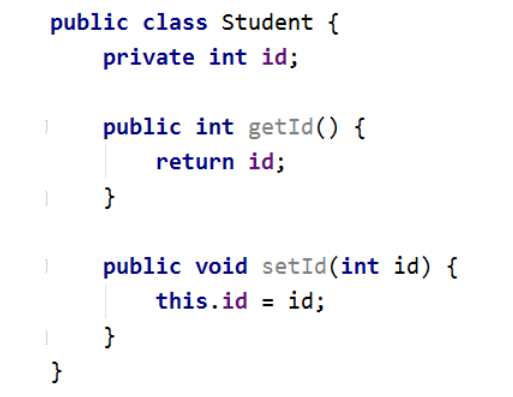 public class Student {
    private int id;

    public int getId() {
        return id;
    }

    public void setId(int id) {
        this.id = id;
    }
}